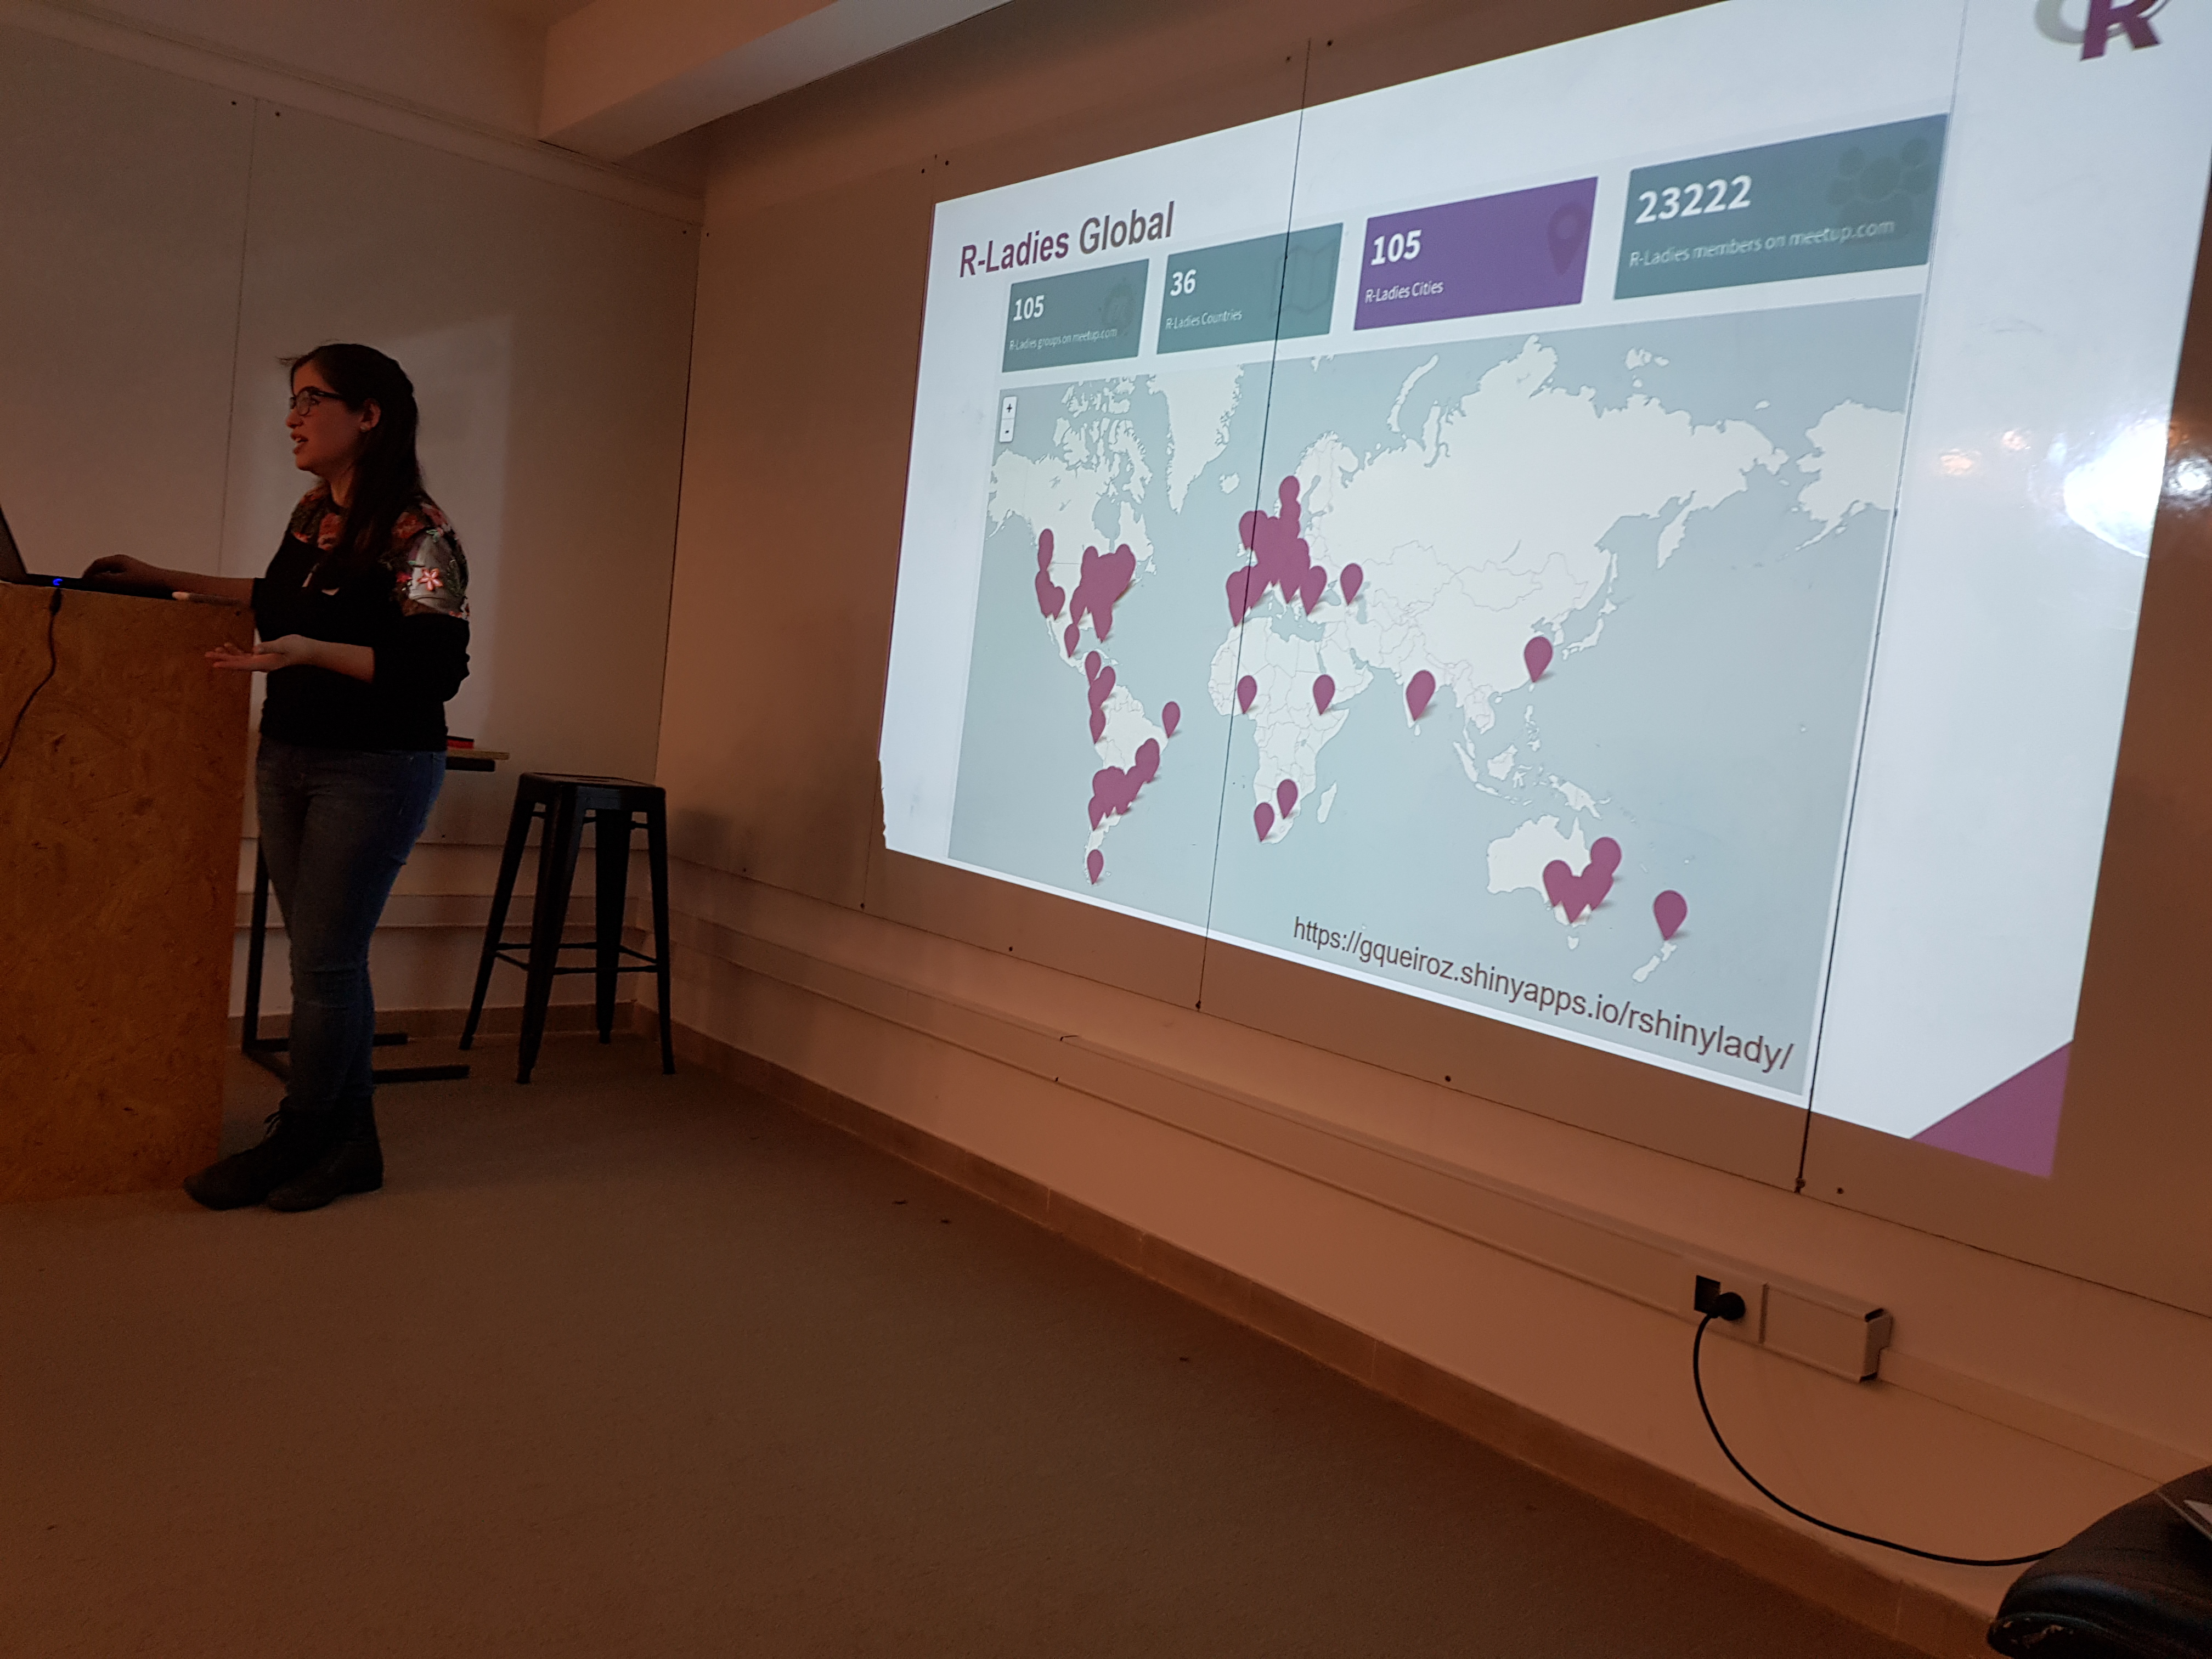 R
R-Ladies Global
105
R-Ladies groups on meetup.com
36
R-Ladies Countries
105
R-Ladies Cities
23222
R-Ladies members on meetup.com
+
-
https://gqueiroz.shinyapps.io/rshinylady/